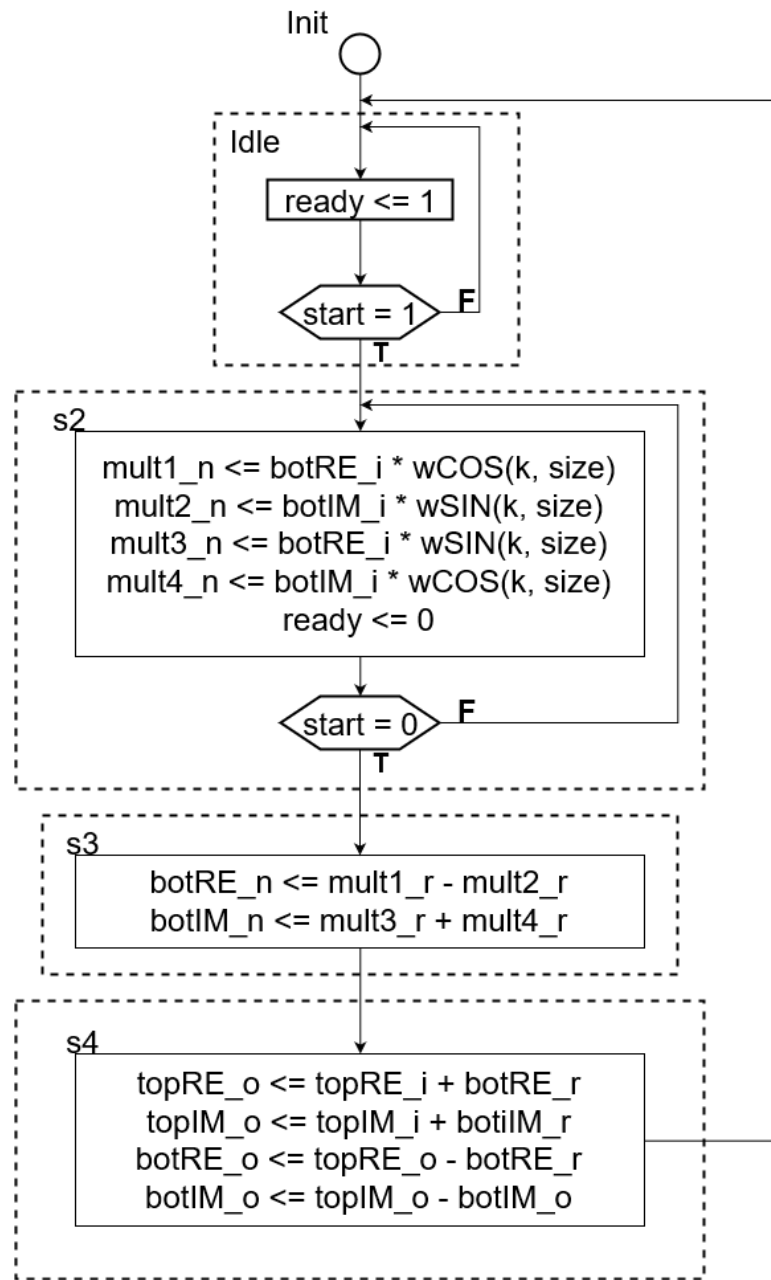 Init
Idle
ready <= 1
start = 1
F
T
s2
mult1_n <= botRE_i * wCOS(k, size)
mult2_n <= botIM_i * wSIN(k, size)
mult3_n <= botRE_i * wSIN(k, size)
mult4_n <= botIM_i * wCOS(k, size)
ready <= 0
start = 0
F
T
s3
botRE_n <= mult1_r - mult2_r
botIM_n <= mult3_r + mult4_r
s4
topRE_o <= topRE_i + botRE_r
topIM_o <= topIM_i + botiIM_r
botRE_o <= topRE_o - botRE_r
botIM_o <= topIM_o - botIM_o